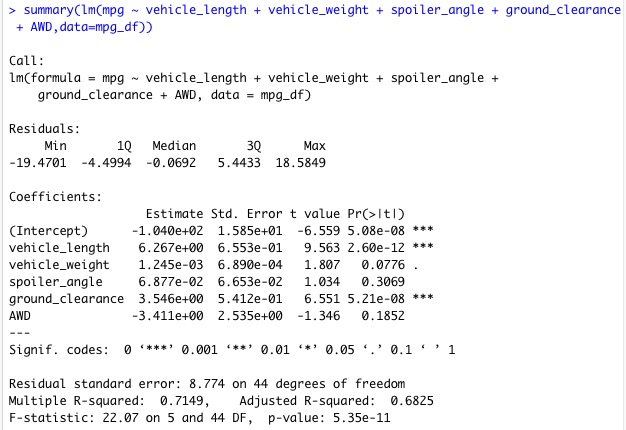 > summary(lm(mpg ~ vehicle_length + vehicle_weight + spoiler_angle + ground_clearance
 + AWD,data=mpg_df))
Call:
lm(formula = mpg ~ vehicle_length + vehicle_weight + spoiler_angle +
    ground_clearance + AWD, data = mpg_df)
Residuals:
     Min       1Q   Median       3Q      Max
-19.4701  -4.4994  -0.0692   5.4433  18.5849
Coefficients:
                   Estimate Std. Error t value Pr(>|t|)
(Intercept)      -1.040e+02  1.585e+01  -6.559 5.08e-08 ***
vehicle_length    6.267e+00  6.553e-01   9.563 2.60e-12 ***
vehicle_weight    1.245e-03  6.890e-04   1.807   0.0776 .
spoiler_angle     6.877e-02  6.653e-02   1.034   0.3069
ground_clearance  3.546e+00  5.412e-01   6.551 5.21e-08 ***
AWD              -3.411e+00  2.535e+00  -1.346   0.1852
---
Signif. codes:  0 ‘***’ 0.001 ‘**’ 0.01 ‘*’ 0.05 ‘.’ 0.1 ‘ ’ 1
Residual standard error: 8.774 on 44 degrees of freedom
Multiple R-squared:  0.7149,	Adjusted R-squared:  0.6825
F-statistic: 22.07 on 5 and 44 DF,  p-value: 5.35e-11